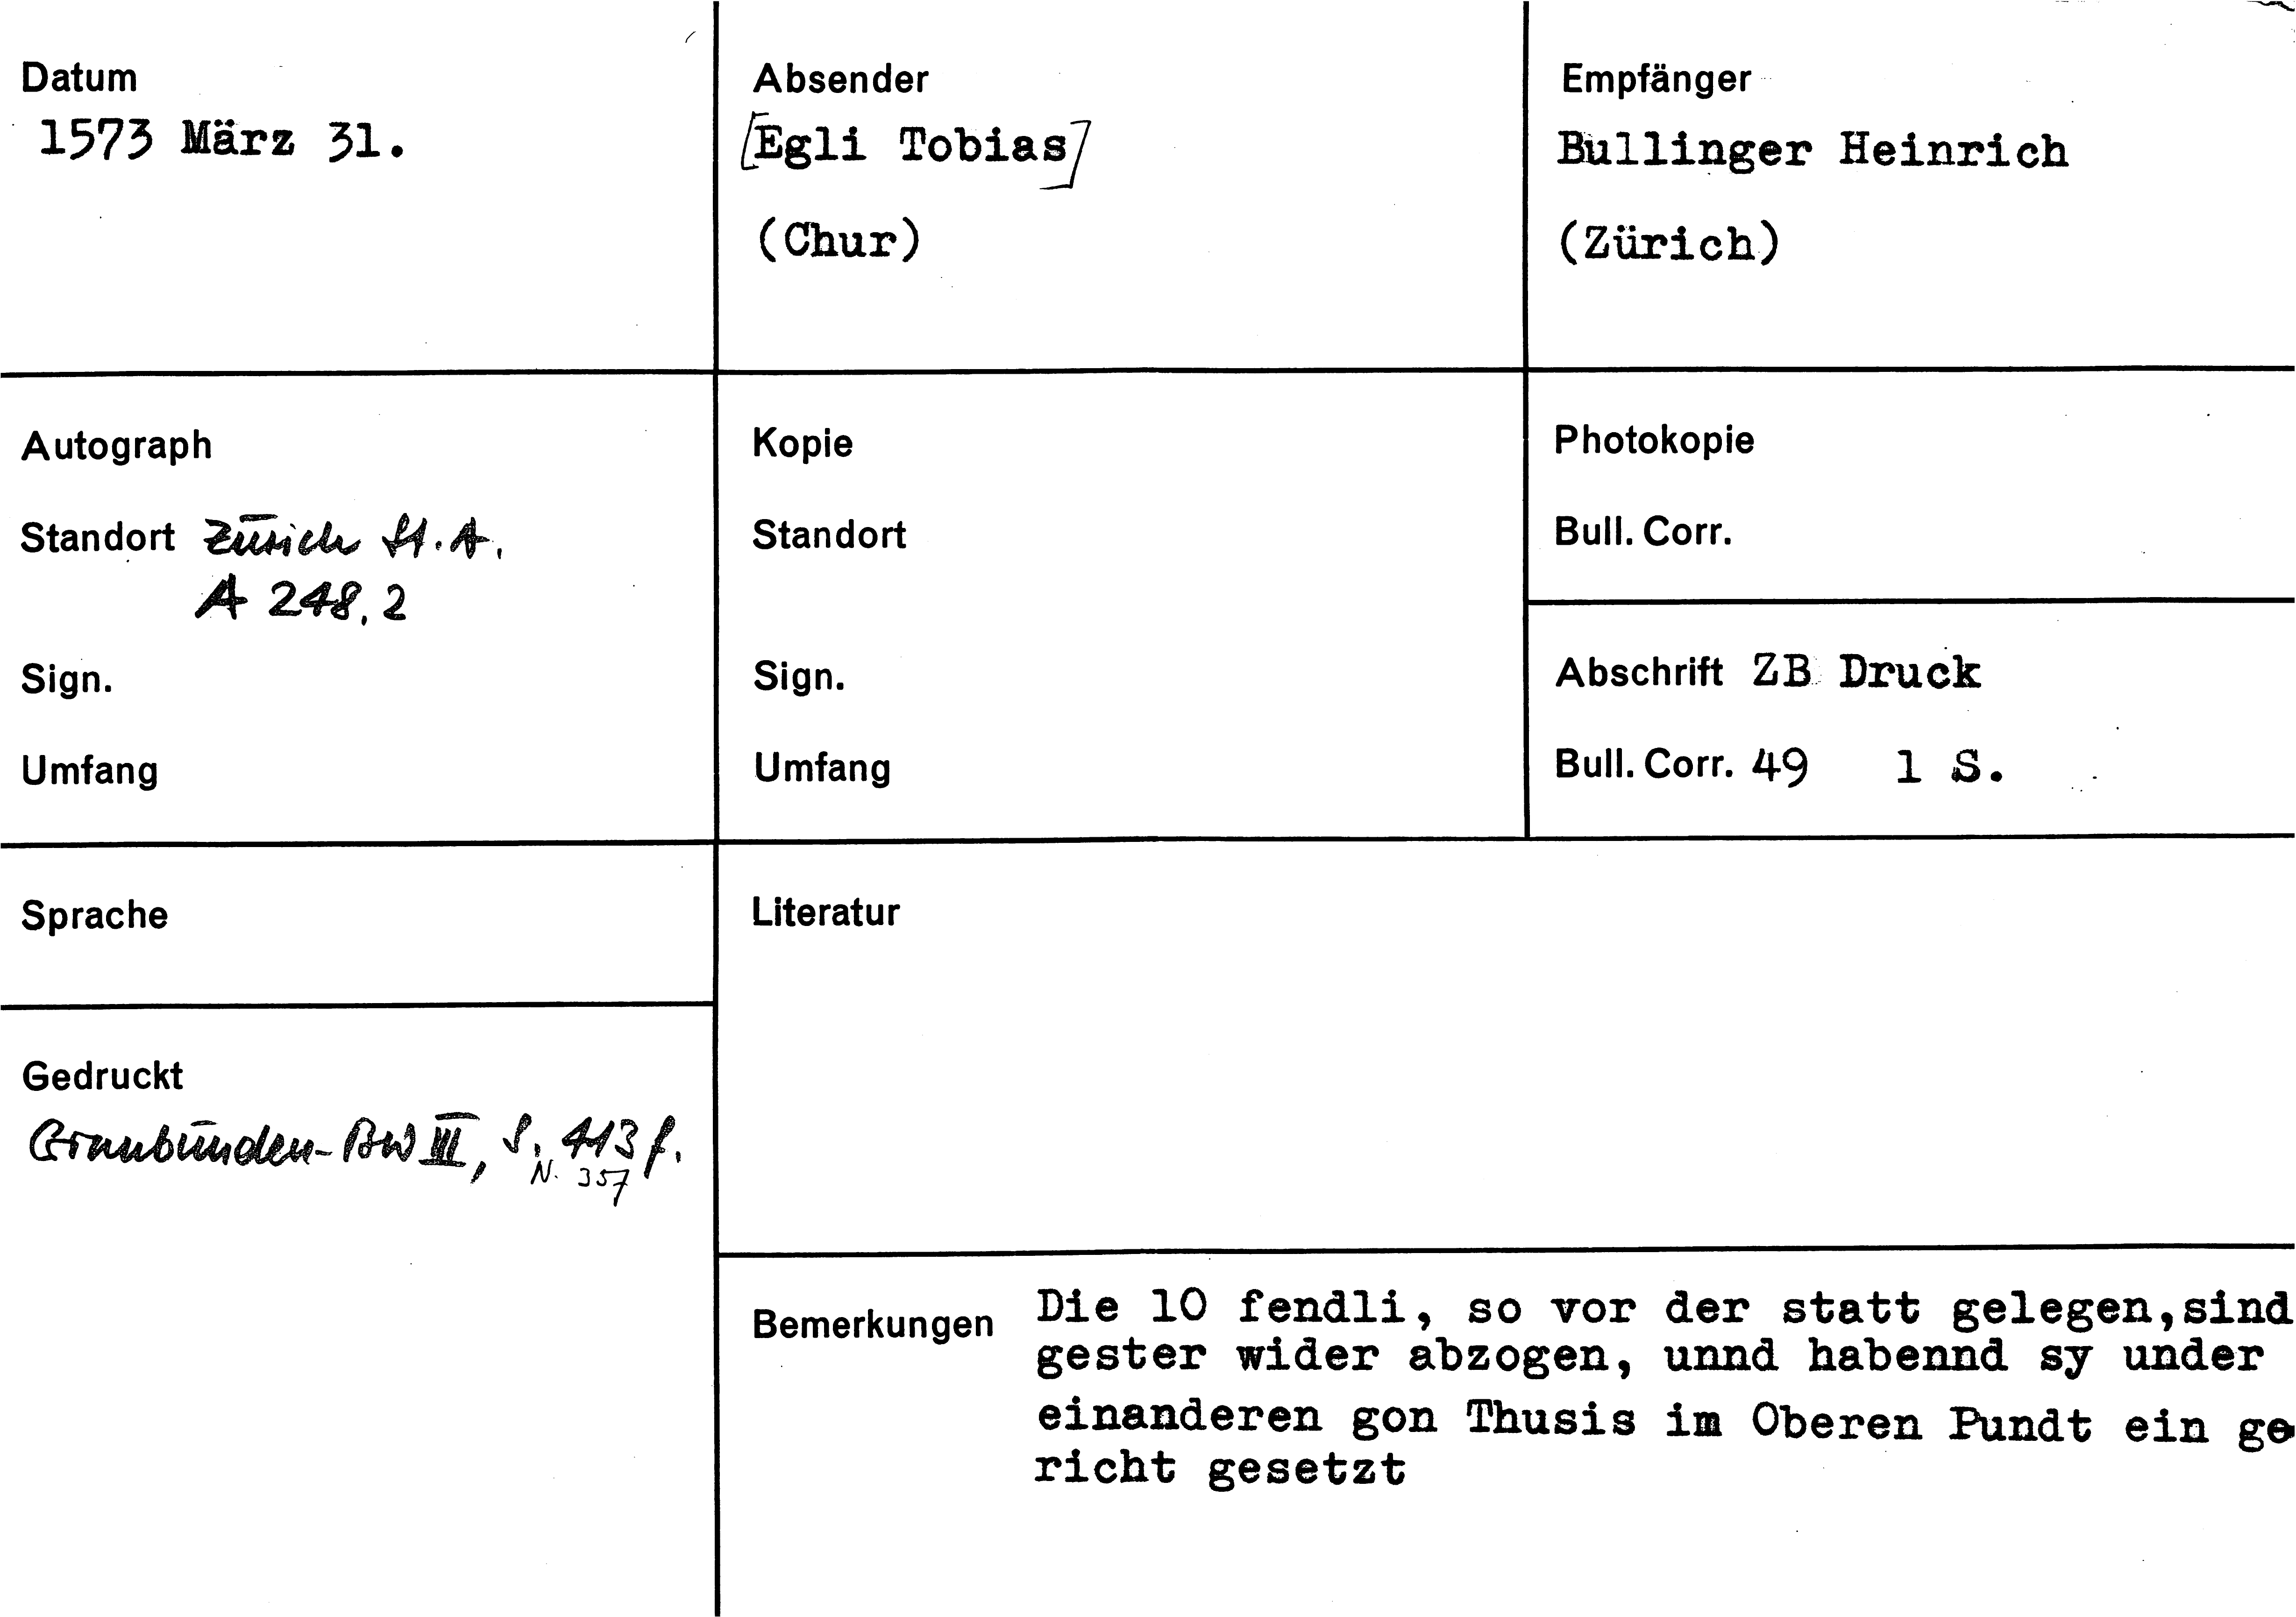 Datum
1573 März 31.
Absender
[Egli Tobias]
(Chur)
Empfänger
Bullinger Heinrich
(Zürich)
Autograph
Standort Zürich St. A.
A 248, 2
Sign.
Umfang
Kopie
Standort
Sign.
Umfang
Photokopie
Bull. Corr.
Abschrift ZB Druck
Bull. Corr. 49 1 S.
Sprache
Literatur
Gedruckt
Graubünden-BW III, S. 413 f.
N. 357
Bemerkungen Die 10 fendli, so vor der statt gelegen, sind
gester wider abzogen, unnd habennd sy under
einanderen gon Thusis im Oberen Pundt ein ge-
richt gesetzt